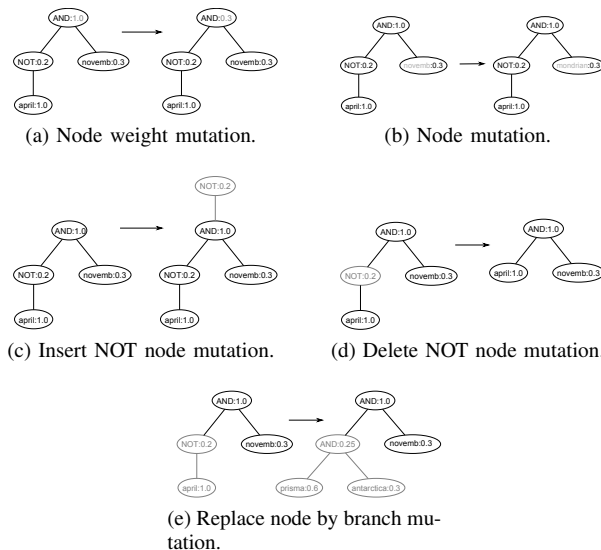 AND:1.0
AND:0.3
NOT:0.2
novemb:0.3
NOT:0.2
novemb:0.3
april:1.0
april:1.0
(a) Node weight mutation.
AND:1.0
AND:1.0
NOT:0.2
novemb:0.3
NOT:0.2
mondrian:0.3
april:1.0
april:1.0
(b) Node mutation.
NOT:0.2
AND:1.0
AND:1.0
NOT:0.2
novemb:0.3
NOT:0.2
novemb:0.3
april:1.0
april:1.0
(c) Insert NOT node mutation.
AND:1.0
AND:1.0
NOT:0.2
novemb:0.3
april:1.0
novemb:0.3
april:1.0
(d) Delete NOT node mutation.
AND:1.0
AND:1.0
NOT:0.2
novemb:0.3
AND:0.25
novemb:0.3
april:1.0
prisma:0.6
antarctica:0.3
(e) Replace node by branch mu-
tation.